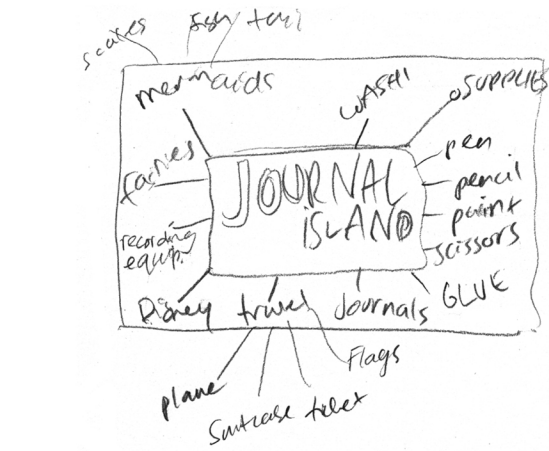 scales
fish tail
mermaids
WASHI
SUPPLIES
fairies
JOURNAL
ISLAND
pen
pencil
paint
scissors
GLUE
recording
equip.
Disney
travel
Journals
plane
Suitcase
ticket
Flags